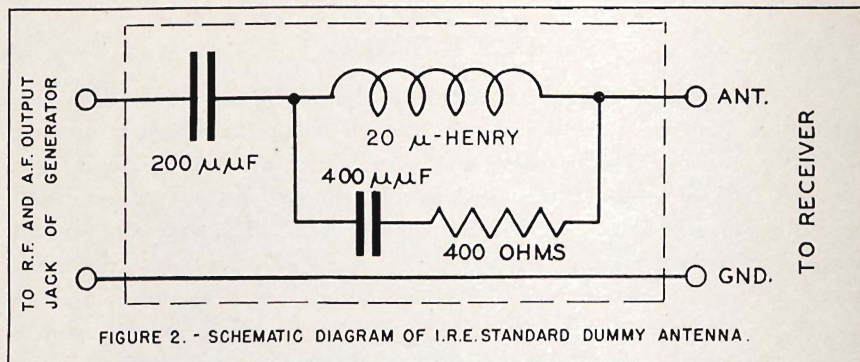 TO R.F. AND A.F. OUTPUT
JACK OF GENERATOR
200 μμF
20 μ-HENRY
400 μμF
400 OHMS
ANT.
GND.
TO RECEIVER
FIGURE 2. - SCHEMATIC DIAGRAM OF I.R.E. STANDARD DUMMY ANTENNA.